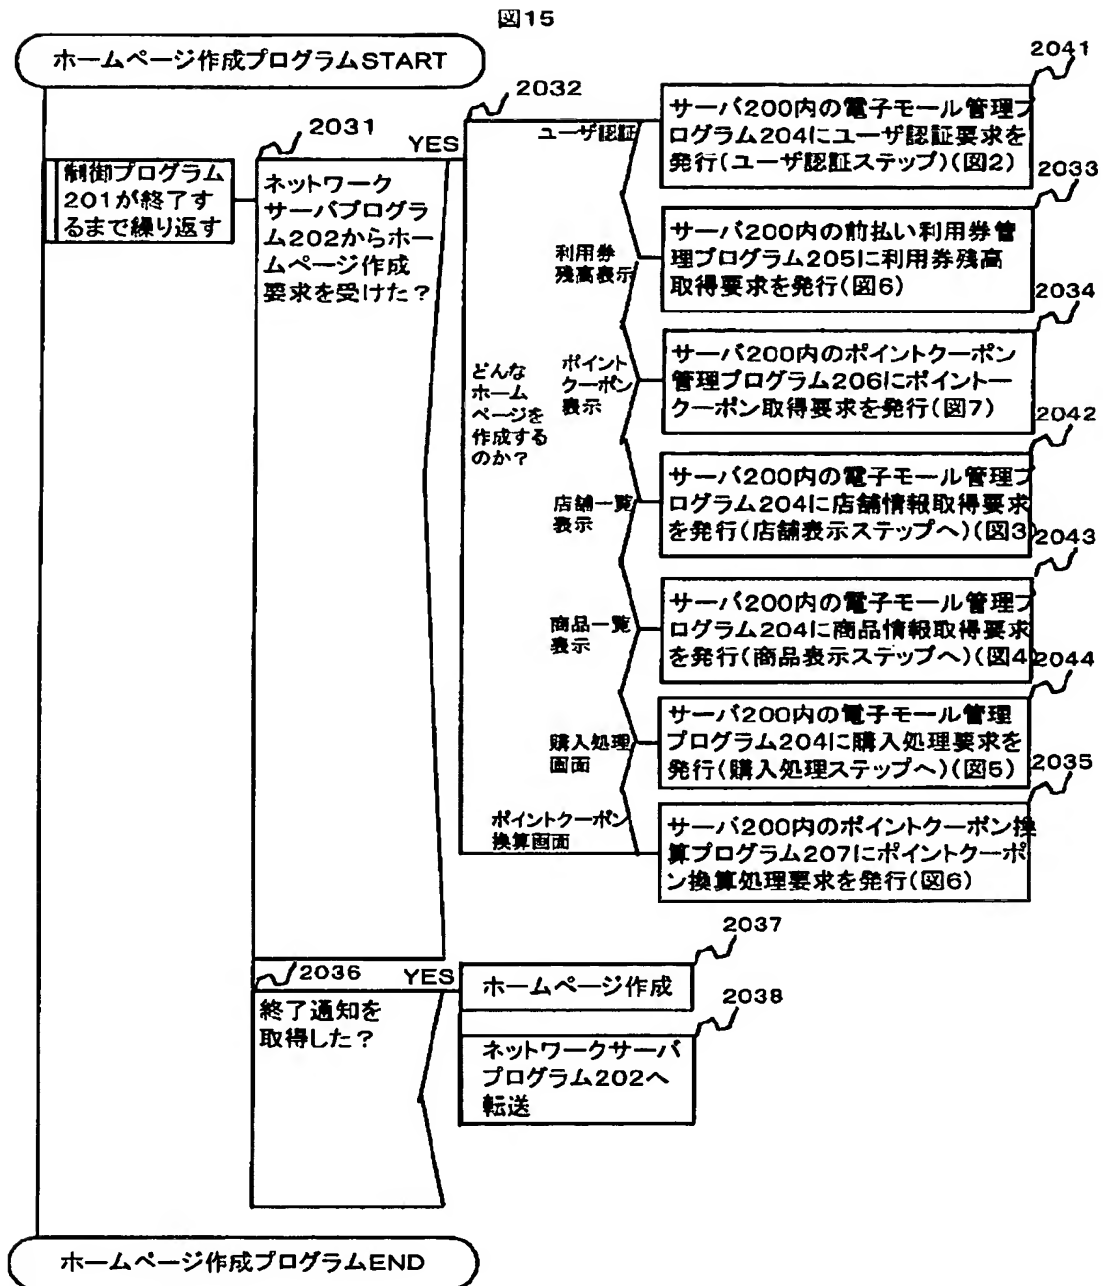 図15
ホームページ作成プログラムSTART
制御プログラム
201が終了す
るまで繰り返す
2031
YES
ネットワーク
サーバプログラ
ム202からホー
ムページ作成
要求を受けた?
2032
どんな
ホーム
ページを
作成する
のか?
ユーザ認証
2041
サーバ200内の電子モール管理プ
ログラム204にユーザ認証要求を
発行(ユーザ認証ステップ)(図2)
利用券
残高表示
2033
サーバ200内の前払い利用券管
理プログラム205に利用券残高
取得要求を発行(図6)
ポイント
クーポン
表示
2034
サーバ200内のポイントクーポン
管理プログラム206にポイントー
クーポン取得要求を発行(図7)
店舗一覧
表示
2042
サーバ200内の電子モール管理プ
ログラム204に店舗情報取得要求
を発行(店舗表示ステップへ)(図3)
商品一覧
表示
2043
サーバ200内の電子モール管理プ
ログラム204に商品情報取得要求
を発行(商品表示ステップへ)(図4)
購入処理
画面
2044
サーバ200内の電子モール管理
プログラム204に購入処理要求を
発行(購入処理ステップへ)(図5)
ポイントクーポン
換算画面
2035
サーバ200内のポイントクーポン換
算プログラム207にポイントクーポ
ン換算処理要求を発行(図6)
2036
YES
終了通知を
取得した?
2037
ホームページ作成
2038
ネットワークサーバ
プログラム202へ
転送
ホームページ作成プログラムEND